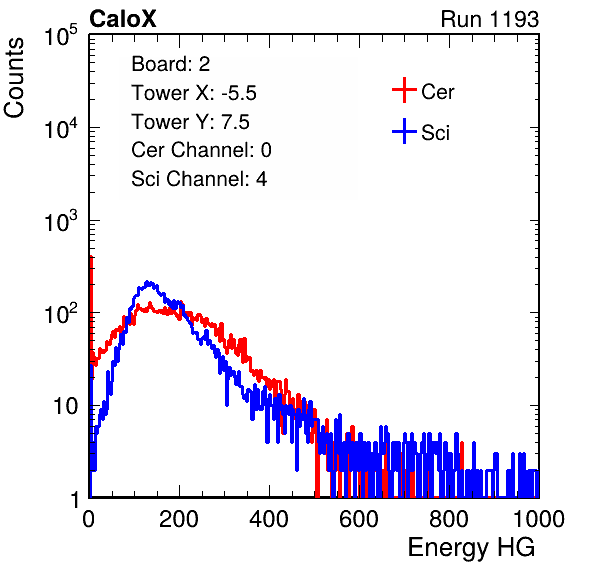 CaloX Run 1193
10^5
10^4
10^3
10^2
10
1
Counts
Board: 2
Tower X: -5.5
Tower Y: 7.5
Cer Channel: 0
Sci Channel: 4
Cer
Sci
0 200 400 600 800 1000
Energy HG